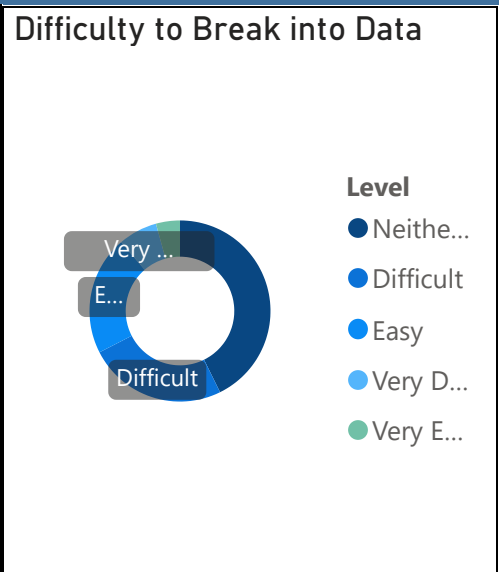 Difficulty to Break into Data
Very ...
E...
Difficult
Level
Neithe...
Difficult
Easy
Very D...
Very E...